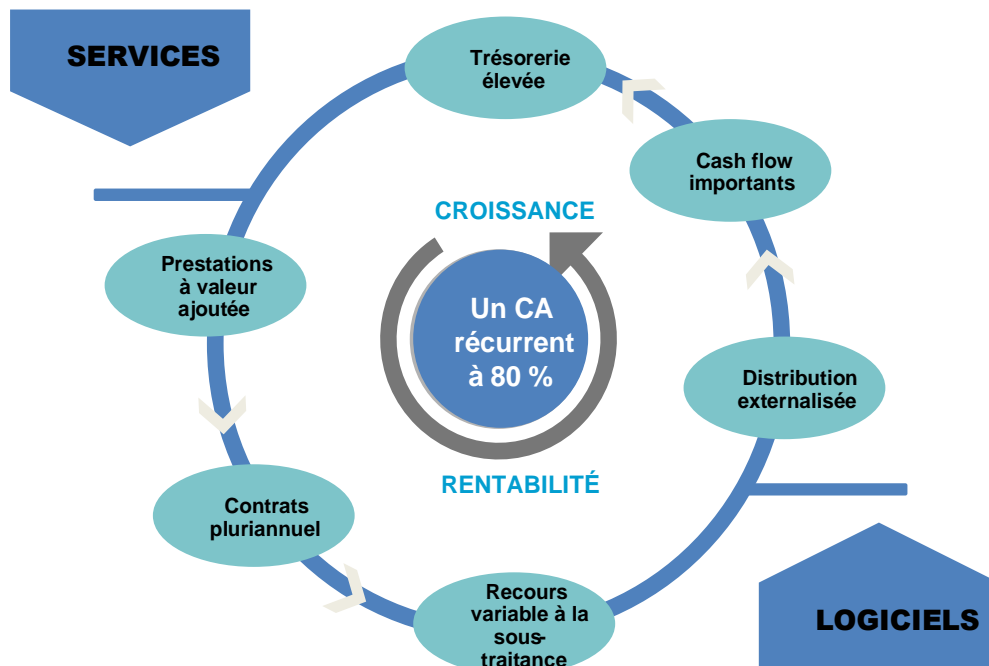 SERVICES
Trésorerie
élevée
Cash flow
importants
CROISSANCE
Prestations
à valeur
ajoutée
Un CA
récurrent
à 80 %
Distribution
externalisée
RENTABILITÉ
Contrats
pluriannuel
Recours
variable à la
sous-
traitance
LOGICIELS